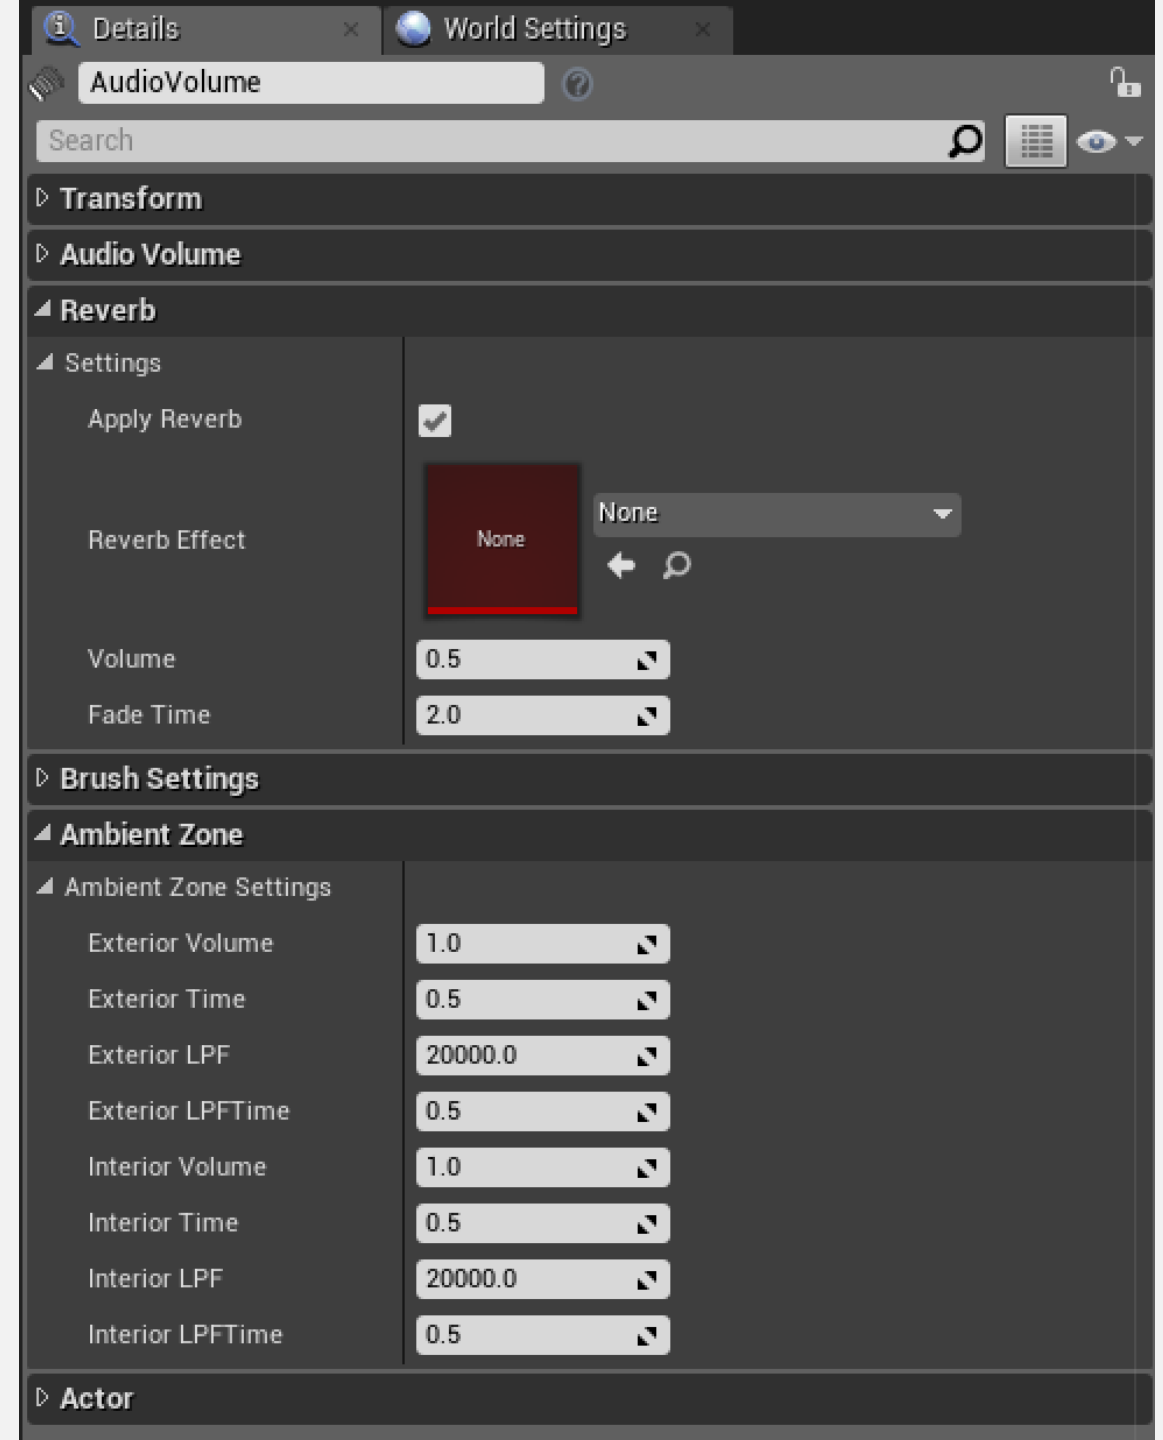 Details
World Settings
AudioVolume
Search
Transform
Audio Volume
Reverb
Settings
Apply Reverb
Reverb Effect
None
None
Volume
0.5
Fade Time
2.0
Brush Settings
Ambient Zone
Ambient Zone Settings
Exterior Volume
1.0
Exterior Time
0.5
Exterior LPF
20000.0
Exterior LPFTime
0.5
Interior Volume
1.0
Interior Time
0.5
Interior LPF
20000.0
Interior LPFTime
0.5
Actor